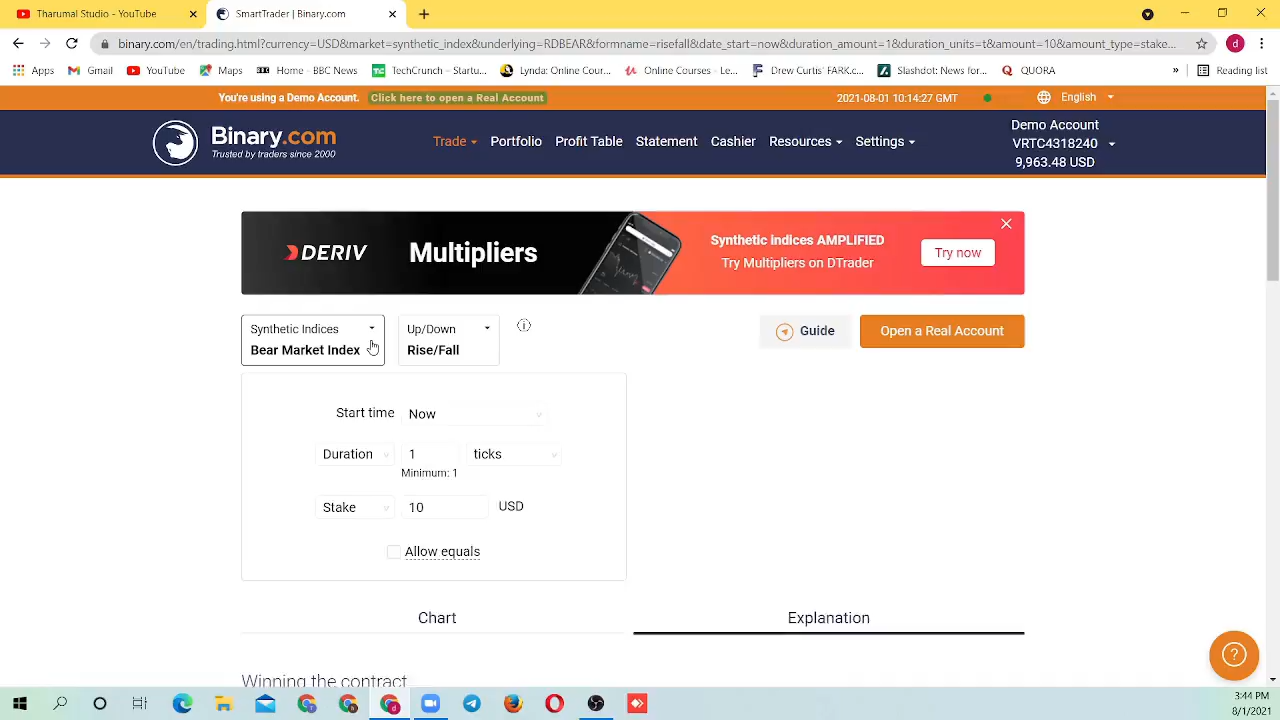 Tharumal Studio - YouTube
SmartTrader | Binary.com
binary.com/en/trading.html?currency=USD&market=synthetic_index&underlying=RDBEAR&formname=risefall&date_start=now&duration_amount=1&duration_units=t&amount=10&amount_type=stake...
d
Apps
Gmail
YouTube
Maps
Home - BBC News
TechCrunch - Startu...
Lynda: Online Cour...
Online Courses - Le...
Drew Curtis' FARK.c...
Slashdot: News for...
QUORA
»
Reading list
You're using a Demo Account.
Click here to open a Real Account
2021-08-01 10:14:27 GMT
English
Binary.com
Trusted by traders since 2000
Trade
Portfolio
Profit Table
Statement
Cashier
Resources
Settings
Demo Account
VRTC4318240
9,963.48 USD
DERIV
Multipliers
Synthetic indices AMPLIFIED
Try Multipliers on DTrader
Try now
Synthetic Indices
Bear Market Index
Up/Down
Rise/Fall
Guide
Open a Real Account
Start time
Now
Duration
1
ticks
Minimum: 1
Stake
10
USD
Allow equals
Chart
Explanation
Winning the contract
3:44 PM
8/1/2021